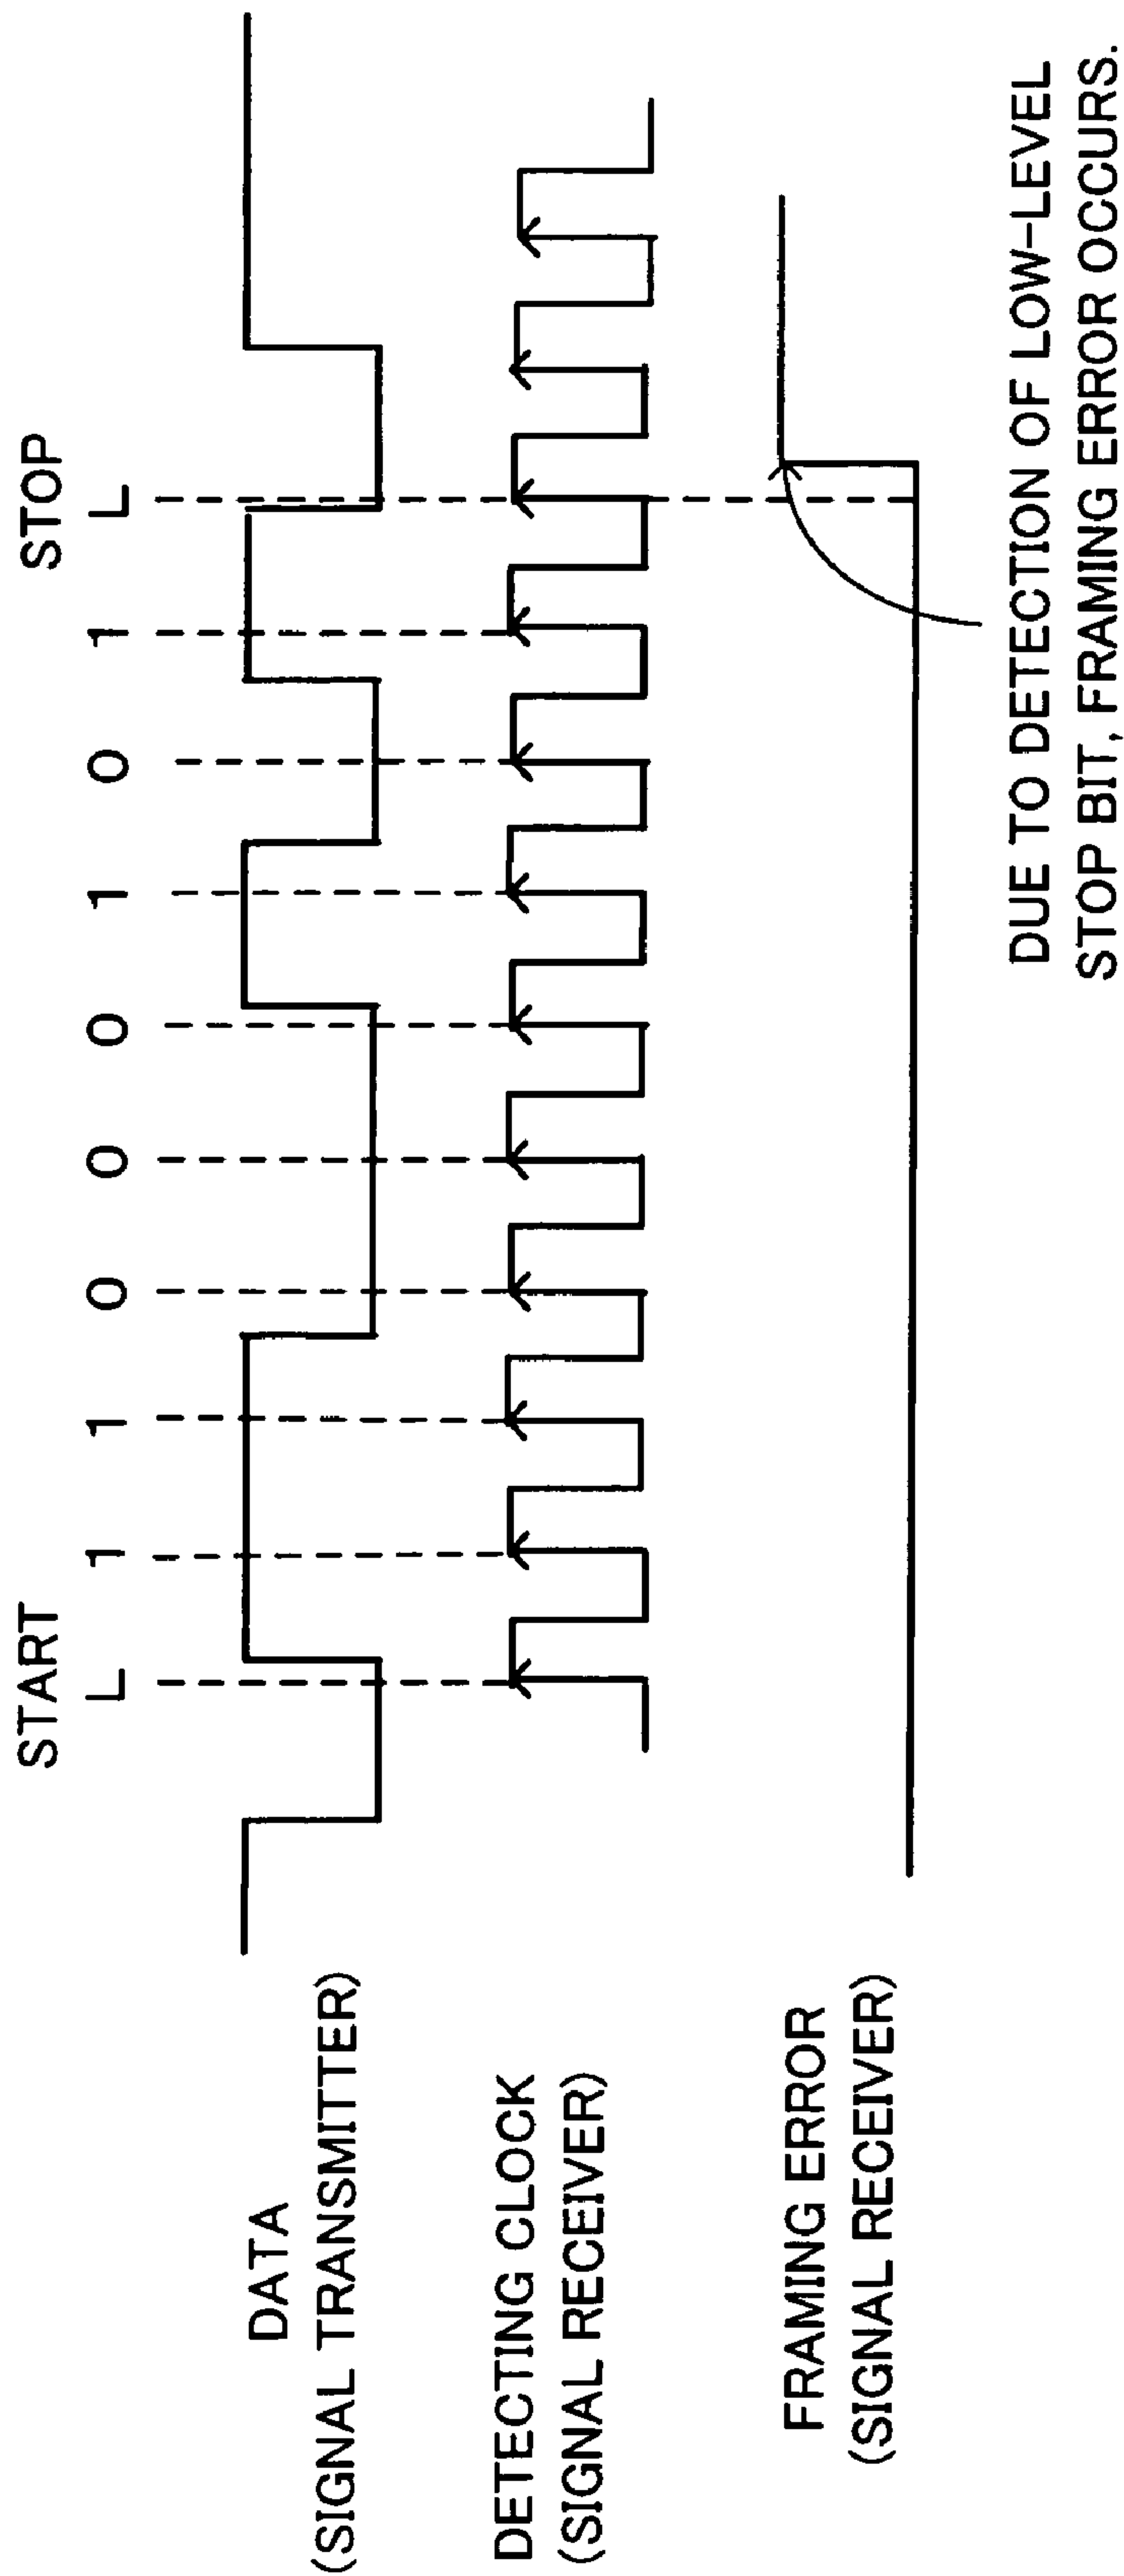 START STOP
L 1 1 0 0 0 1 0 1 L
DATA
(SIGNAL TRANSMITTER)
DETECTING CLOCK
(SIGNAL RECEIVER)
FRAMING ERROR
(SIGNAL RECEIVER)
DUE TO DETECTION OF LOW-LEVEL
STOP BIT, FRAMING ERROR OCCURS.